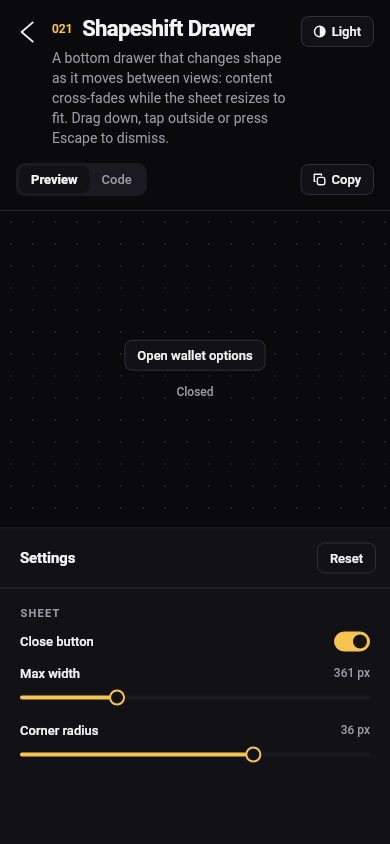 021 Shapeshift Drawer
Light
A bottom drawer that changes shape
as it moves between views: content
cross-fades while the sheet resizes to
fit. Drag down, tap outside or press
Escape to dismiss.
Preview Code
Copy
Open wallet options
Closed
Settings
Reset
SHEET
Close button
Max width 361 px
Corner radius 36 px